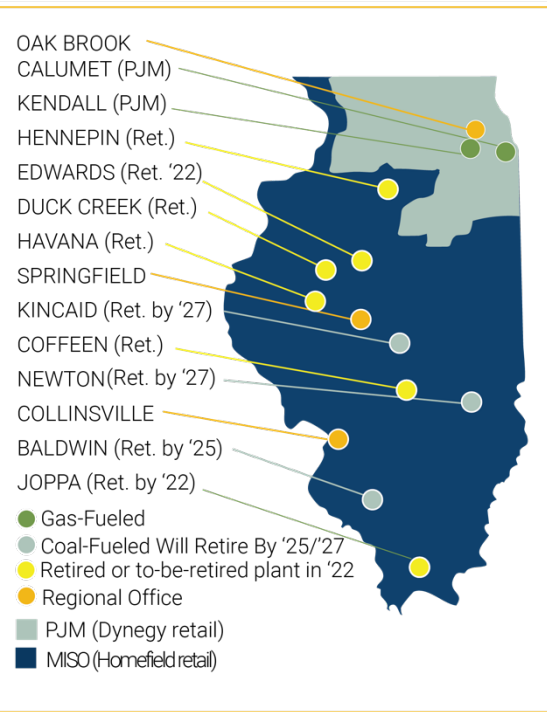 OAK BROOK
CALUMET (PJM)
KENDALL (PJM)
HENNEPIN (Ret.)
EDWARDS (Ret. ‘22)
DUCK CREEK (Ret.)
HAVANA (Ret.)
SPRINGFIELD
KINCAID (Ret. by ‘27)
COFFEEN (Ret.)
NEWTON(Ret. by ‘27)
COLLINSVILLE
BALDWIN (Ret. by ‘25)
JOPPA (Ret. by ‘22)
Gas-Fueled
Coal-Fueled Will Retire By ‘25/’27
Retired or to-be-retired plant in ‘22
Regional Office
PJM (Dynegy retail)
MISO (Homefield retail)